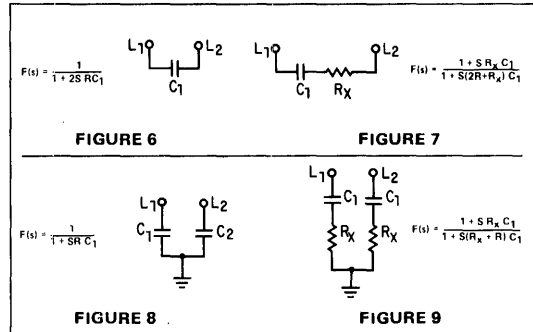 L1 L2
F(s) = 1 / 1 + 2S RC1
C1
FIGURE 6
L1 L2
C1 RX
F(s) = 1 + S RX C1 / 1 + S(2R+RX) C1
FIGURE 7
L1 L2
F(s) = 1 / 1 + SR C1
C1 C2
FIGURE 8
L1 L2
C1 C1
RX RX
F(s) = 1 + S RX C1 / 1 + S(RX + R) C1
FIGURE 9